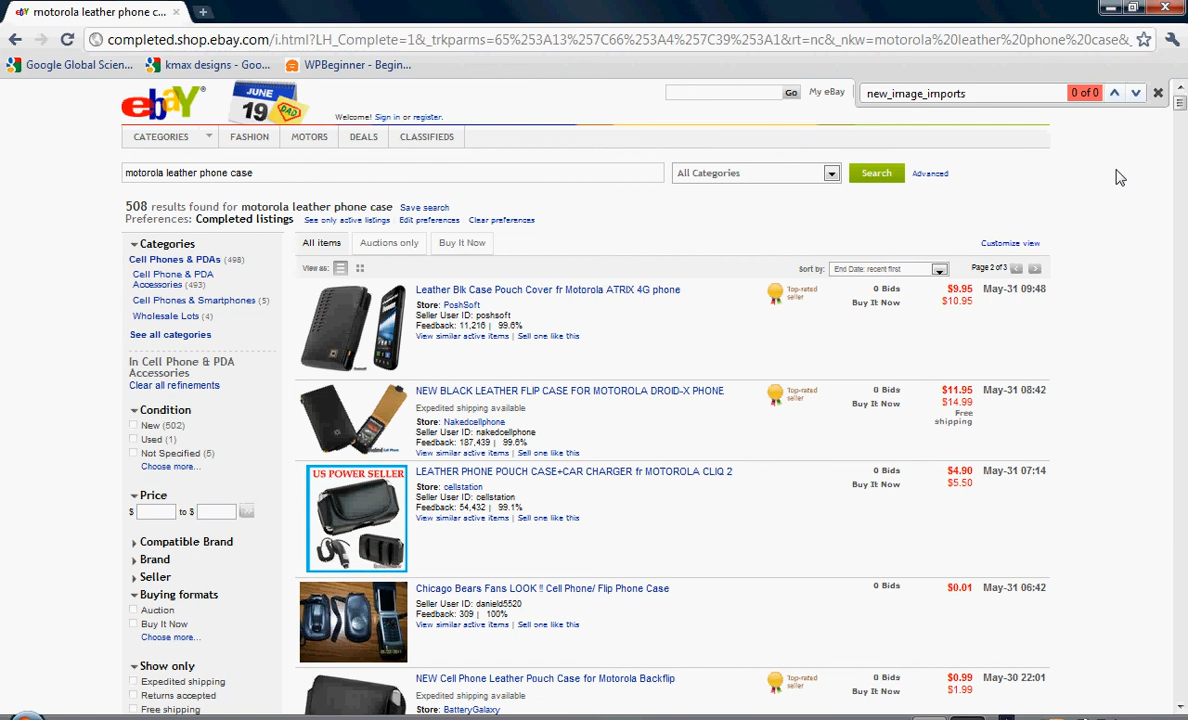 motorola leather phone c...
completed.shop.ebay.com/i.html?LH_Complete=1&_trkparms=65%253A13%257C66%253A4%257C39%253A1&rt=nc&_nkw=motorola%20leather%20phone%20case&_
Google Global Scien...
kmax designs - Goo...
WPBeginner - Begin...
new_image_imports
0 of 0
ebay
JUNE
19
DAD
Welcome! Sign in or register.
Go
My eBay
CATEGORIES
FASHION
MOTORS
DEALS
CLASSIFIEDS
motorola leather phone case
All Categories
Search
Advanced
508 results found for motorola leather phone case Save search
Preferences: Completed listings See only active listings Edit preferences Clear preferences
Categories
Cell Phones & PDAs (498)
Cell Phone & PDA
Accessories (493)
Cell Phones & Smartphones (5)
Wholesale Lots (4)
See all categories
In Cell Phone & PDA
Accessories
Clear all refinements
Condition
New (502)
Used (1)
Not Specified (5)
Choose more...
Price
$ to $
Compatible Brand
Brand
Seller
Buying formats
Auction
Buy It Now
Choose more...
Show only
Expedited shipping
Returns accepted
Free shipping
All items
Auctions only
Buy It Now
Customize view
View as:
Sort by: End Date: recent first
Page 2 of 3
Leather Blk Case Pouch Cover fr Motorola ATRIX 4G phone
Store: PoshSoft
Seller User ID: poshsoft
Feedback: 11,216 | 99.6%
View similar active items | Sell one like this
Top-rated
seller
0 Bids
Buy It Now
$9.95
$10.95
May-31 09:48
NEW BLACK LEATHER FLIP CASE FOR MOTOROLA DROID-X PHONE
Expedited shipping available
Store: Nakedcellphone
Seller User ID: nakedcellphone
Feedback: 187,439 | 99.6%
View similar active items | Sell one like this
Top-rated
seller
0 Bids
Buy It Now
$11.95
$14.99
Free
shipping
May-31 08:42
US POWER SELLER
LEATHER PHONE POUCH CASE+CAR CHARGER fr MOTOROLA CLIQ 2
Store: cellstation
Seller User ID: cellstation
Feedback: 54,432 | 99.1%
View similar active items | Sell one like this
0 Bids
Buy It Now
$4.90
$5.50
May-31 07:14
Chicago Bears Fans LOOK !! Cell Phone/ Flip Phone Case
Seller User ID: danield5520
Feedback: 309 | 100%
View similar active items | Sell one like this
0 Bids
$0.01
May-31 06:42
NEW Cell Phone Leather Pouch Case for Motorola Backflip
Expedited shipping available
Store: BatteryGalaxy
Top-rated
seller
0 Bids
Buy It Now
$0.99
$1.99
May-30 22:01